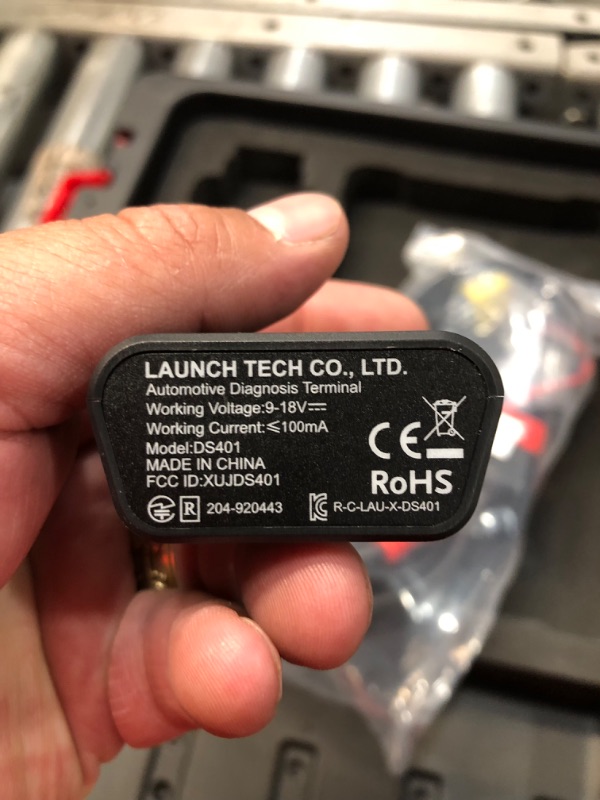 LAUNCH TECH CO., LTD.
Automotive Diagnosis Terminal
Working Voltage:9-18V
Working Current:≤100mA
Model:DS401
MADE IN CHINA
FCC ID:XUJDS401
CE
RoHS
R 204-920443
R-C-LAU-X-DS401